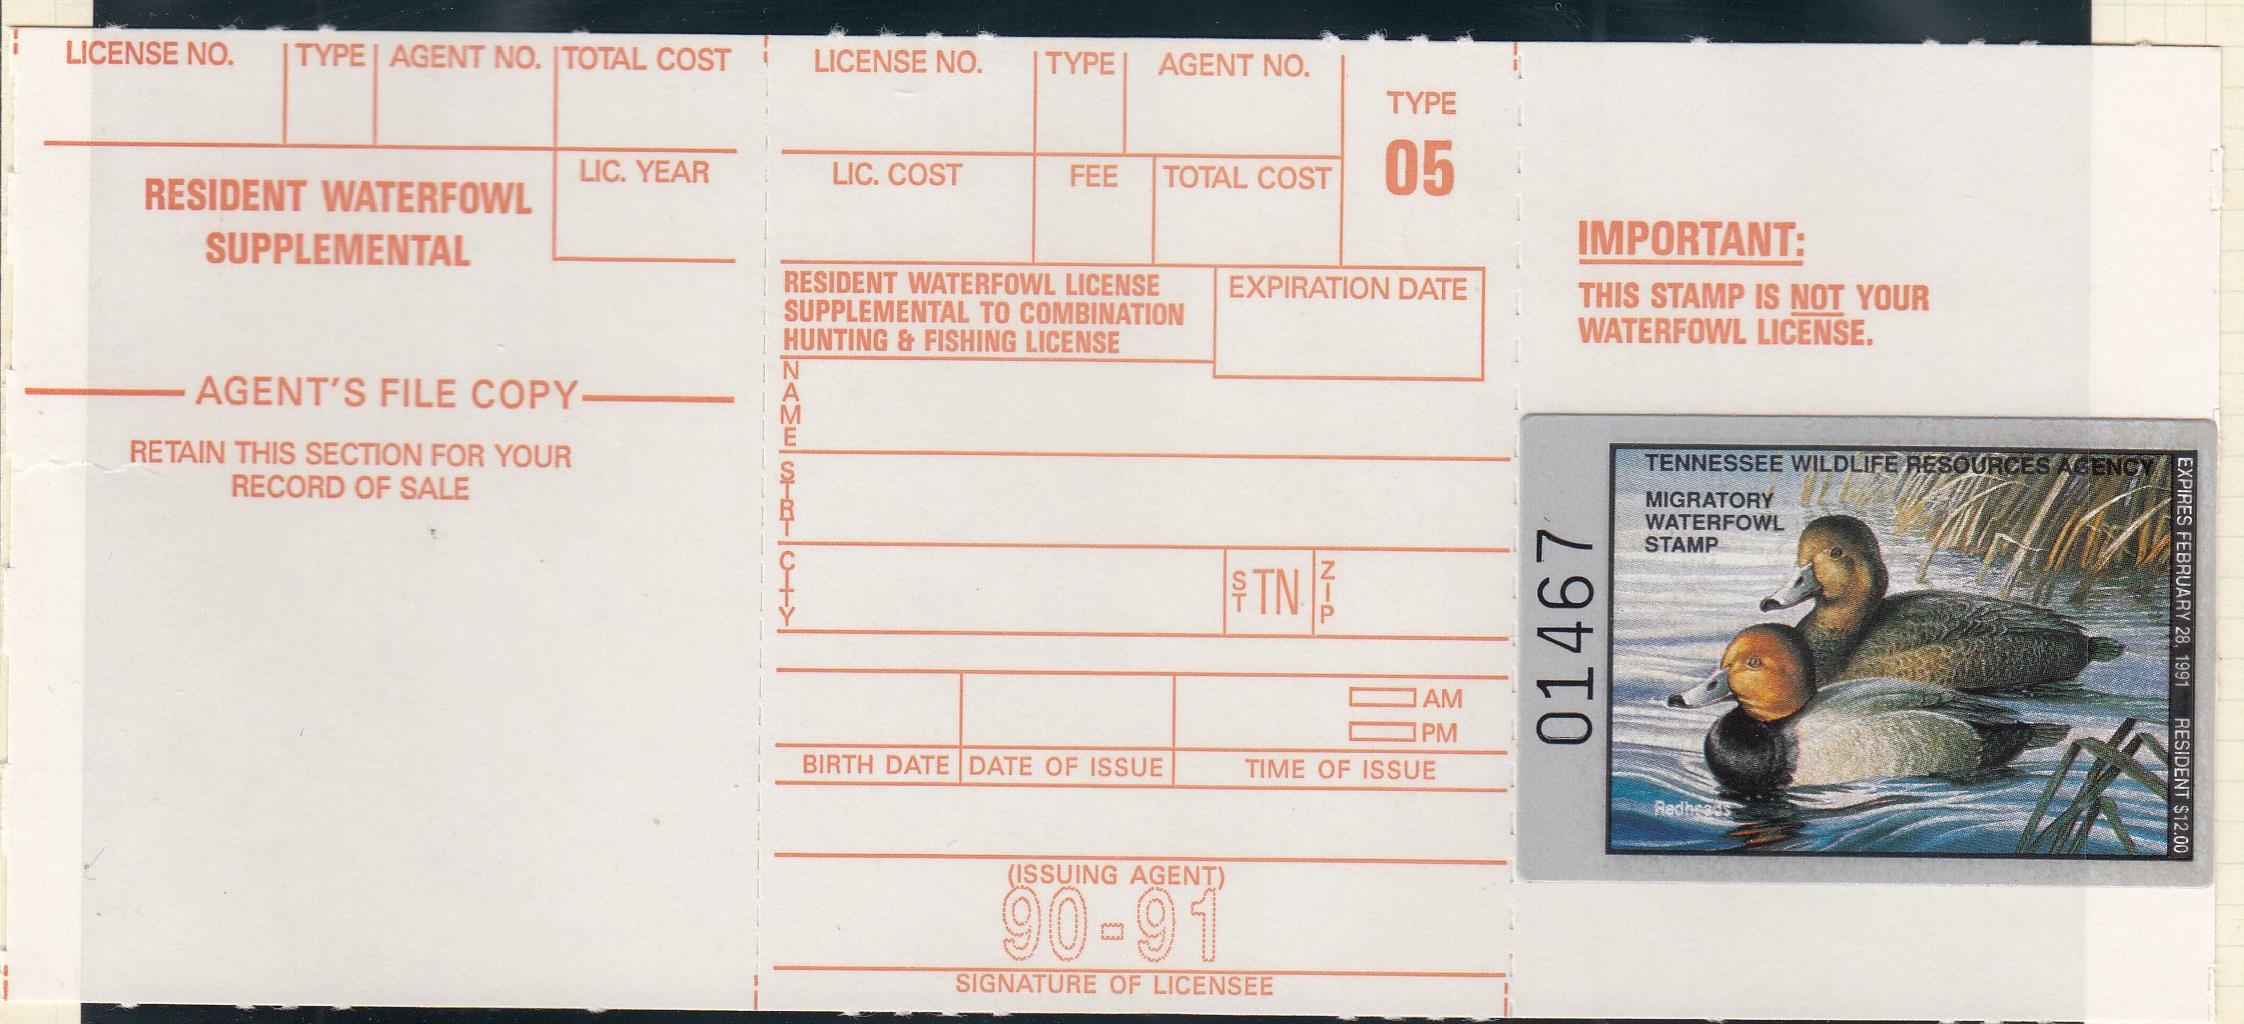 LICENSE NO. TYPE AGENT NO. TOTAL COST
RESIDENT WATERFOWL
SUPPLEMENTAL
LIC. YEAR
AGENT'S FILE COPY
RETAIN THIS SECTION FOR YOUR
RECORD OF SALE
LICENSE NO. TYPE AGENT NO.
TYPE
05
LIC. COST FEE TOTAL COST
RESIDENT WATERFOWL LICENSE
SUPPLEMENTAL TO COMBINATION
HUNTING & FISHING LICENSE
EXPIRATION DATE
NAME
STRT
CITY
ST TN ZIP
AM
PM
BIRTH DATE DATE OF ISSUE TIME OF ISSUE
(ISSUING AGENT)
90-91
SIGNATURE OF LICENSEE
IMPORTANT:
THIS STAMP IS NOT YOUR
WATERFOWL LICENSE.
01467
TENNESSEE WILDLIFE RESOURCES AGENCY
MIGRATORY
WATERFOWL
STAMP
Redheads
EXPIRES FEBRUARY 28, 1991 RESIDENT $12.00